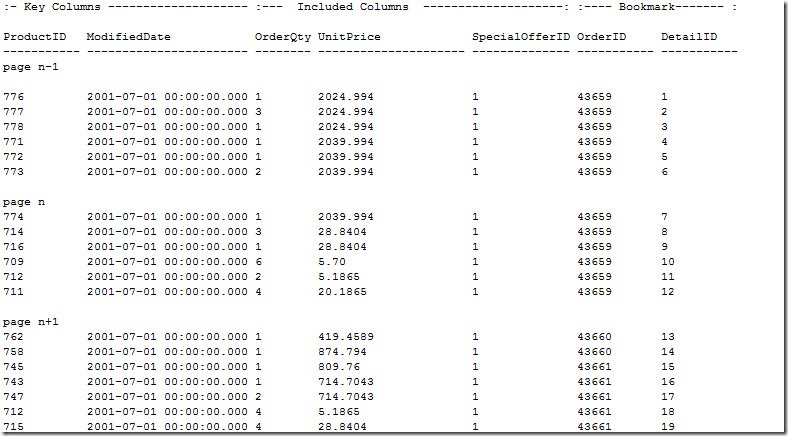 :- Key Columns -------------------- :--- Included Columns --------------------: :---- Bookmark------- :
ProductID ModifiedDate OrderQty UnitPrice SpecialOfferID OrderID DetailID
----------- ----------------------- -------- --------------------- -------------- ----------- -----------
page n-1
776 2001-07-01 00:00:00.000 1 2024.994 1 43659 1
777 2001-07-01 00:00:00.000 3 2024.994 1 43659 2
778 2001-07-01 00:00:00.000 1 2024.994 1 43659 3
771 2001-07-01 00:00:00.000 1 2039.994 1 43659 4
772 2001-07-01 00:00:00.000 1 2039.994 1 43659 5
773 2001-07-01 00:00:00.000 2 2039.994 1 43659 6
page n
774 2001-07-01 00:00:00.000 1 2039.994 1 43659 7
714 2001-07-01 00:00:00.000 3 28.8404 1 43659 8
716 2001-07-01 00:00:00.000 1 28.8404 1 43659 9
709 2001-07-01 00:00:00.000 6 5.70 1 43659 10
712 2001-07-01 00:00:00.000 2 5.1865 1 43659 11
711 2001-07-01 00:00:00.000 4 20.1865 1 43659 12
page n+1
762 2001-07-01 00:00:00.000 1 419.4589 1 43660 13
758 2001-07-01 00:00:00.000 1 874.794 1 43660 14
745 2001-07-01 00:00:00.000 1 809.76 1 43661 15
743 2001-07-01 00:00:00.000 1 714.7043 1 43661 16
747 2001-07-01 00:00:00.000 2 714.7043 1 43661 17
712 2001-07-01 00:00:00.000 4 5.1865 1 43661 18
715 2001-07-01 00:00:00.000 4 28.8404 1 43661 19